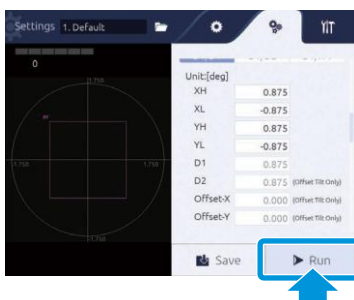 Settings 1. Default
0
1.750
-1.750
1.750
-1.750
Unit:[deg]
XH 0.875
XL -0.875
YH 0.875
YL -0.875
D1 0.875
D2 0.875 (Offset Tilt Only)
Offset-X 0.000 (Offset Tilt Only)
Offset-Y 0.000 (Offset Tilt Only)
Save
Run